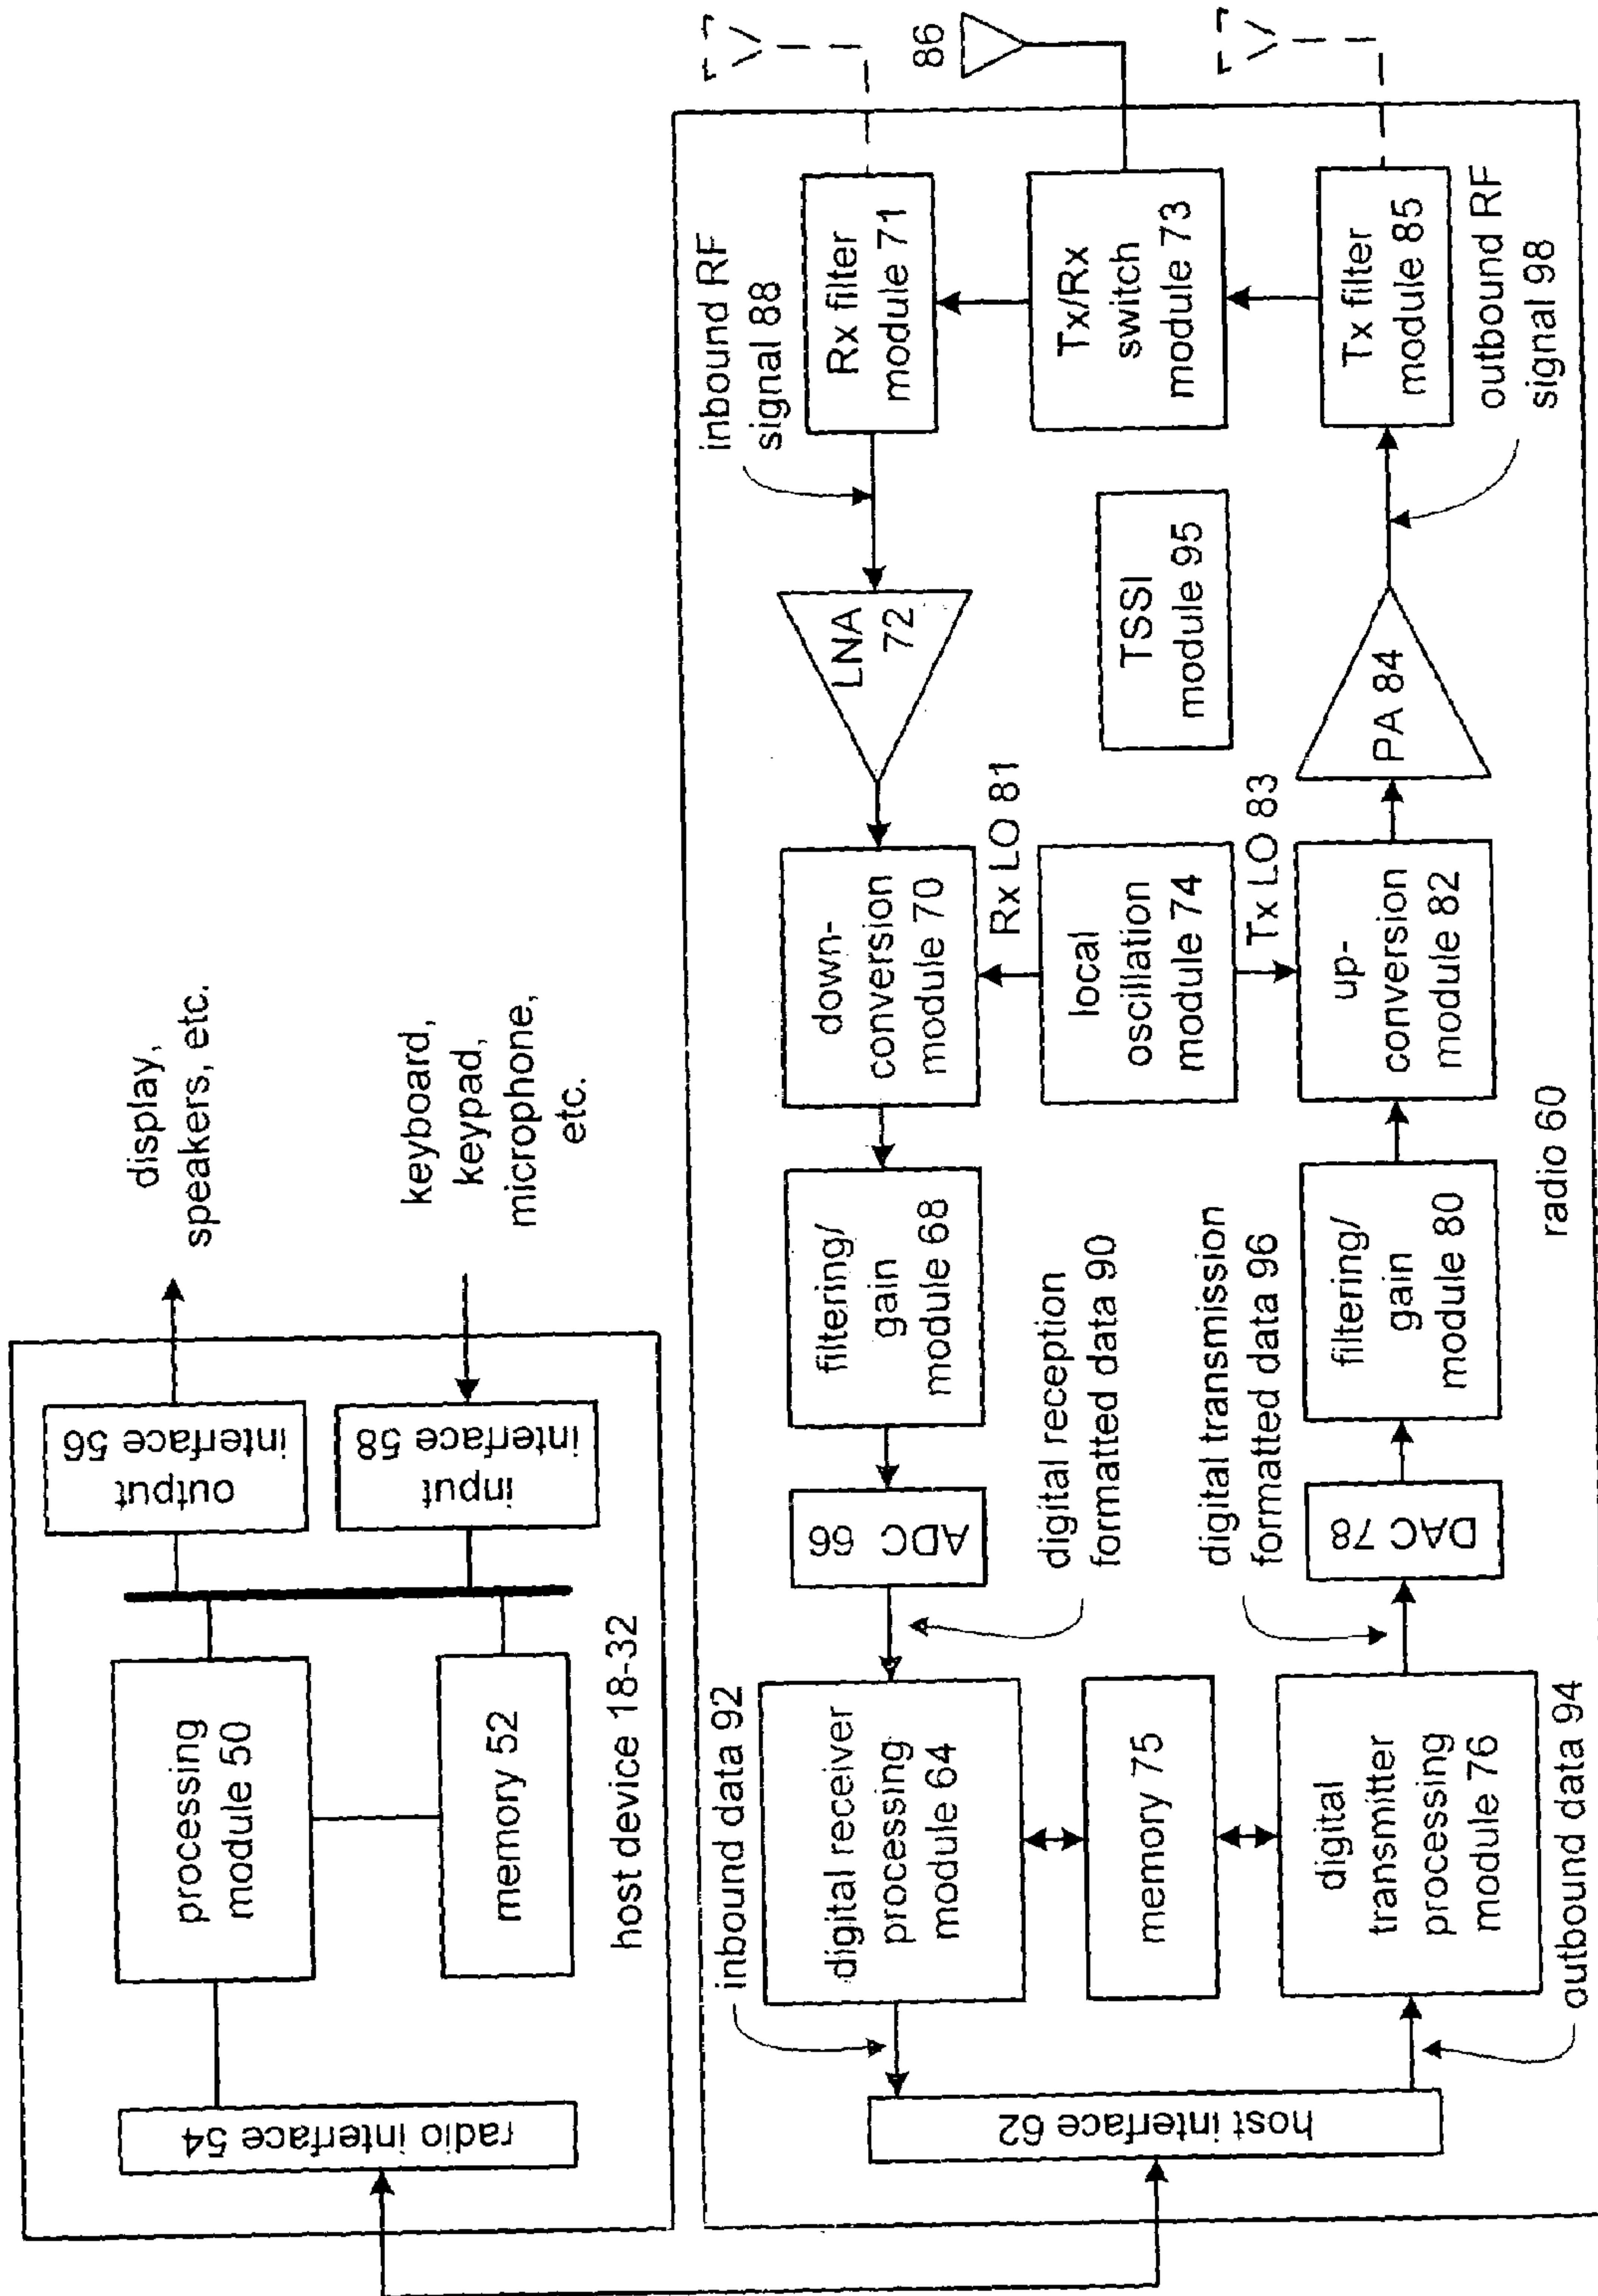 display,
speakers, etc.
keyboard,
keypad,
microphone,
etc.
output
interface 56
input
interface 58
processing
module 50
memory 52
radio interface 54
host device 18-32
inbound data 92
digital receiver
processing
module 64
ADC
66
filtering/
gain
module 68
down-
conversion
module 70
LNA
72
inbound RF
signal 88
Rx filter
module 71
86
host interface 62
memory 75
digital reception
formatted data 90
digital transmission
formatted data 96
Rx LO 81
local
oscillation
module 74
Tx LO 83
TSSI
module 95
Tx/Rx
switch
module 73
digital
transmitter
processing
module 76
outbound data 94
DAC 78
filtering/
gain
module 80
up-
conversion
module 82
PA 84
Tx filter
module 85
outbound RF
signal 98
radio 60